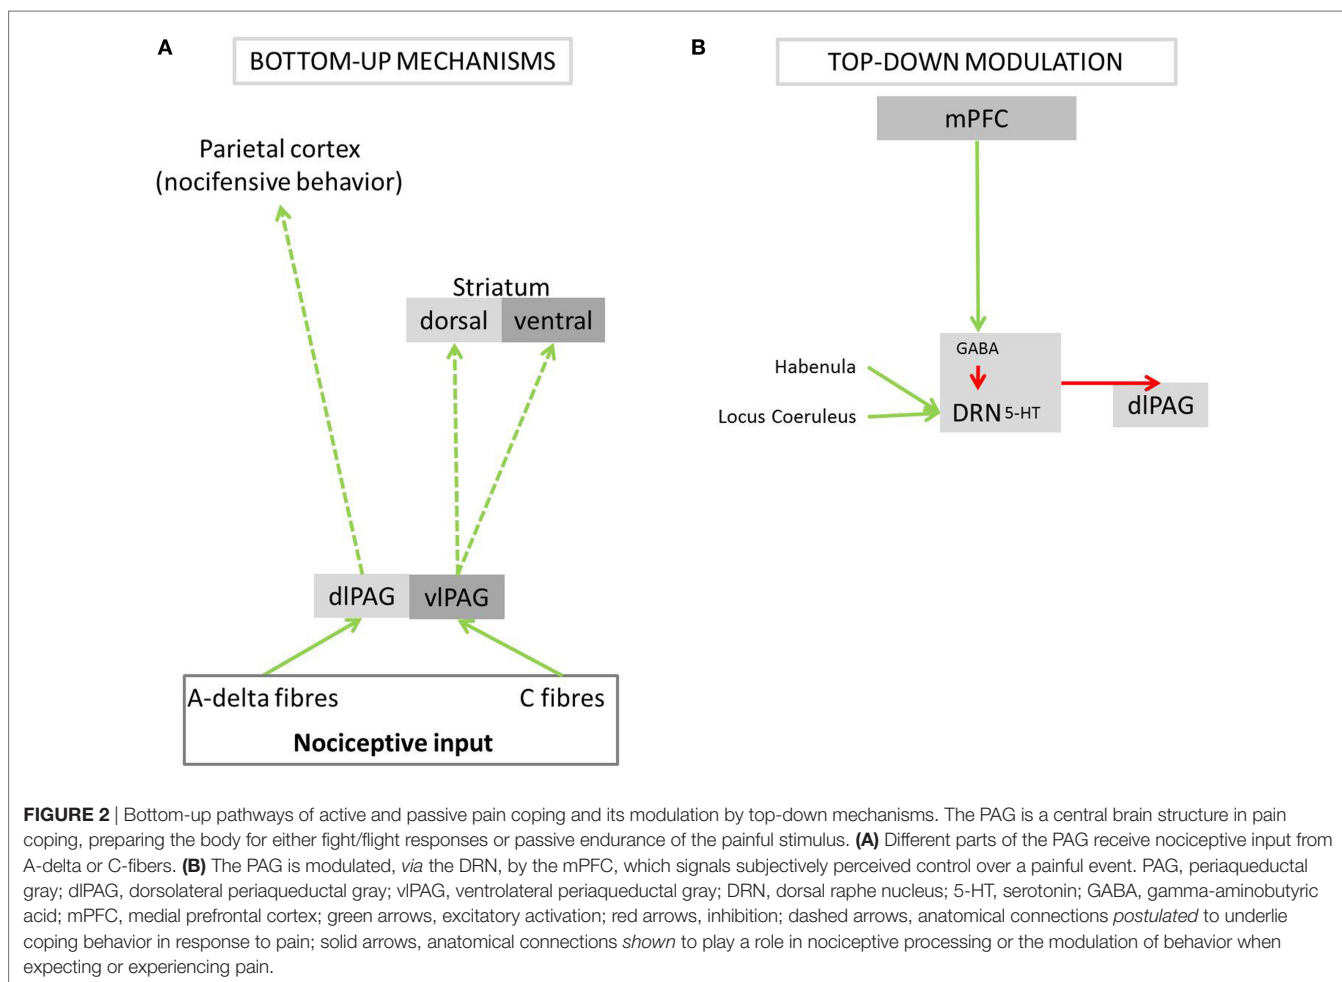 A
BOTTOM-UP MECHANISMS
Parietal cortex
(nocifensive behavior)
Striatum
dorsal
ventral
dlPAG
vlPAG
A-delta fibres
C fibres
Nociceptive input
B
TOP-DOWN MODULATION
mPFC
GABA
Habenula
Locus Coeruleus
DRN 5-HT
dlPAG
FIGURE 2 | Bottom-up pathways of active and passive pain coping and its modulation by top-down mechanisms. The PAG is a central brain structure in pain
coping, preparing the body for either fight/flight responses or passive endurance of the painful stimulus. (A) Different parts of the PAG receive nociceptive input from
A-delta or C-fibers. (B) The PAG is modulated, via the DRN, by the mPFC, which signals subjectively perceived control over a painful event. PAG, periaqueductal
gray; dlPAG, dorsolateral periaqueductal gray; vlPAG, ventrolateral periaqueductal gray; DRN, dorsal raphe nucleus; 5-HT, serotonin; GABA, gamma-aminobutyric
acid; mPFC, medial prefrontal cortex; green arrows, excitatory activation; red arrows, inhibition; dashed arrows, anatomical connections postulated to underlie
coping behavior in response to pain; solid arrows, anatomical connections shown to play a role in nociceptive processing or the modulation of behavior when
expecting or experiencing pain.